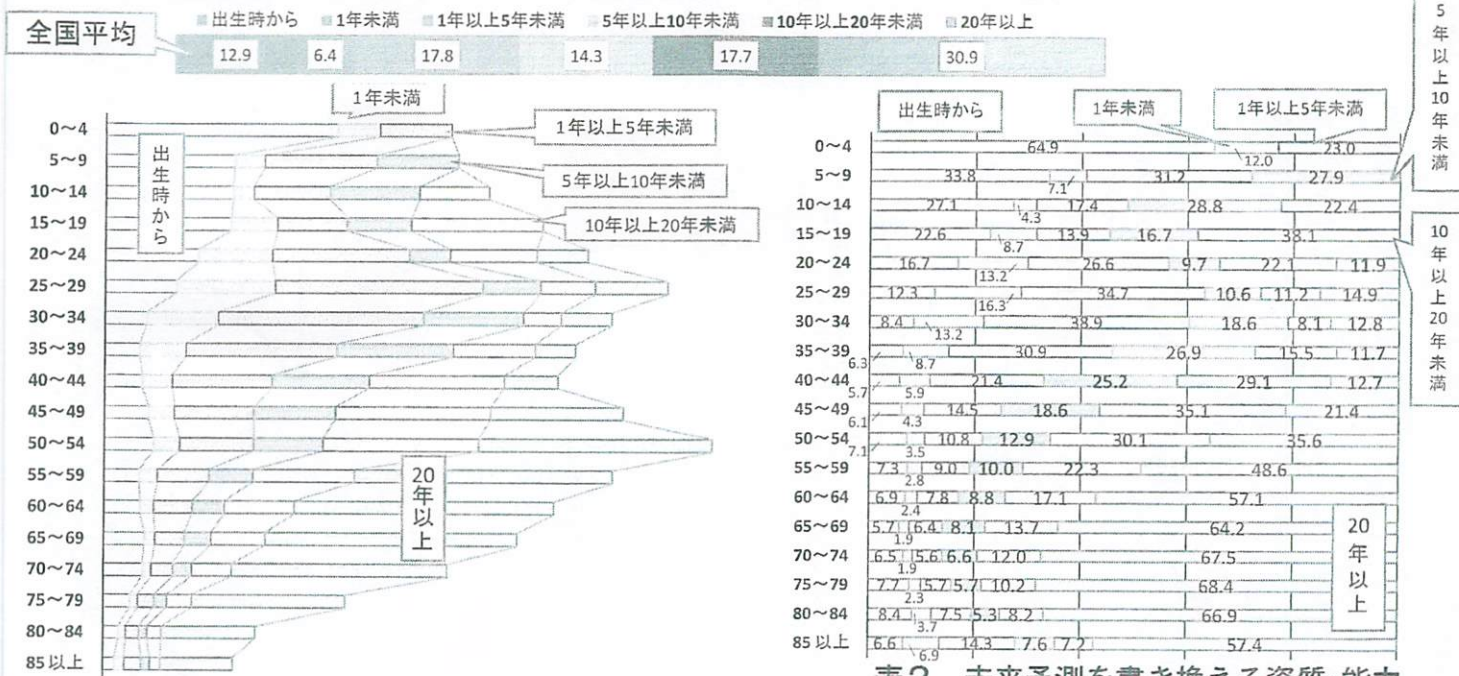 出生時から 1年未満 1年以上5年未満 5年以上10年未満 10年以上20年未満 20年以上
全国平均
12.9 6.4 17.8 14.3 17.7 30.9
1年未満
1年以上5年未満
5年以上10年未満
10年以上20年未満
出生時から
20年以上
0～4
5～9
10～14
15～19
20～24
25～29
30～34
35～39
40～44
45～49
50～54
55～59
60～64
65～69
70～74
75～79
80～84
85以上
出生時から
1年未満
1年以上5年未満
5年以上10年未満
10年以上20年未満
20年以上
0～4 64.9 12.0 23.0
5～9 33.8 7.1 31.2 27.9
10～14 27.1 4.3 17.4 28.8 22.4
15～19 22.6 8.7 13.9 16.7 38.1
20～24 16.7 13.2 26.6 9.7 22.1 11.9
25～29 12.3 16.3 34.7 10.6 11.2 14.9
30～34 8.4 13.2 38.9 18.6 8.1 12.8
35～39 6.3 8.7 30.9 26.9 15.5 11.7
40～44 5.7 5.9 21.4 25.2 29.1 12.7
45～49 6.1 4.3 14.5 18.6 35.1 21.4
50～54 7.1 3.5 10.8 12.9 30.1 35.6
55～59 7.3 2.8 9.0 10.0 22.3 48.6
60～64 6.9 2.4 7.8 8.8 17.1 57.1
65～69 5.7 1.9 6.4 8.1 13.7 64.2
70～74 6.5 1.9 5.6 6.6 12.0 67.5
75～79 7.7 2.3 5.7 5.7 10.2 68.4
80～84 8.4 3.7 7.5 5.3 8.2 66.9
85以上 6.6 6.9 14.3 7.6 7.2 57.4
表2 未来予測を書き換える資質・能力